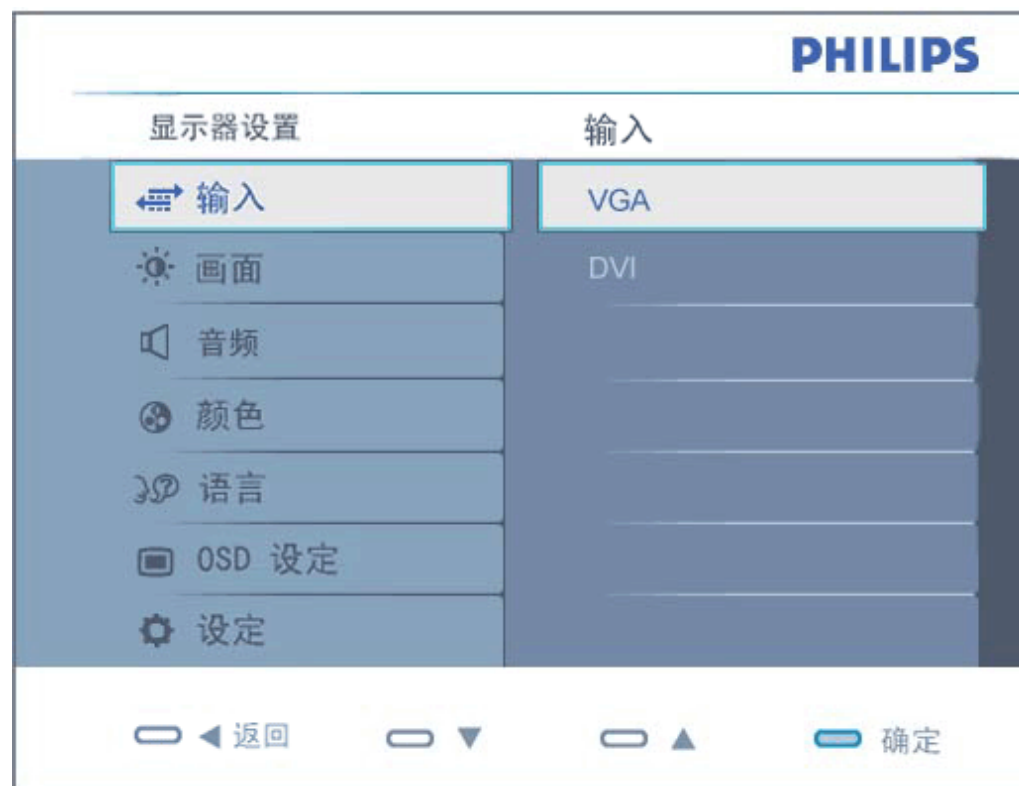 PHILIPS
显示器设置 输入
输入 VGA
画面 DVI
音频
颜色
语言
OSD 设定
设定
返回 确定